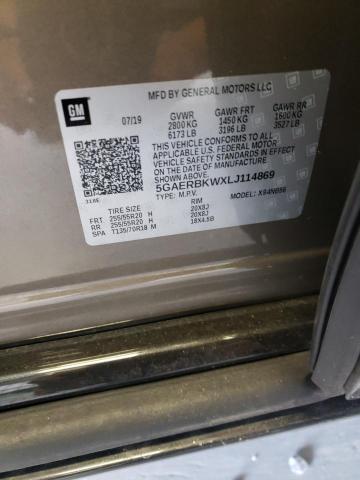 MFD BY GENERAL MOTORS LLC
GM
07/19
GVWR GAWR FRT GAWR RR
2800 KG 1450 KG 1600 KG
6173 LB 3196 LB 3527 LB
THIS VEHICLE CONFORMS TO ALL
APPLICABLE U.S. FEDERAL MOTOR
VEHICLE SAFETY STANDARDS IN
EFFECT ON THE DATE OF
MANUFACTURE SHOWN ABOVE.
5GAERBKWXLJ114869
TYPE: M.P.V. MODEL:
TIRE SIZE RIM
FRT 255/55R20 H 20X8J
RR 255/55R20 H 20X8J
SPA T135/70R18 M 18X4.5B